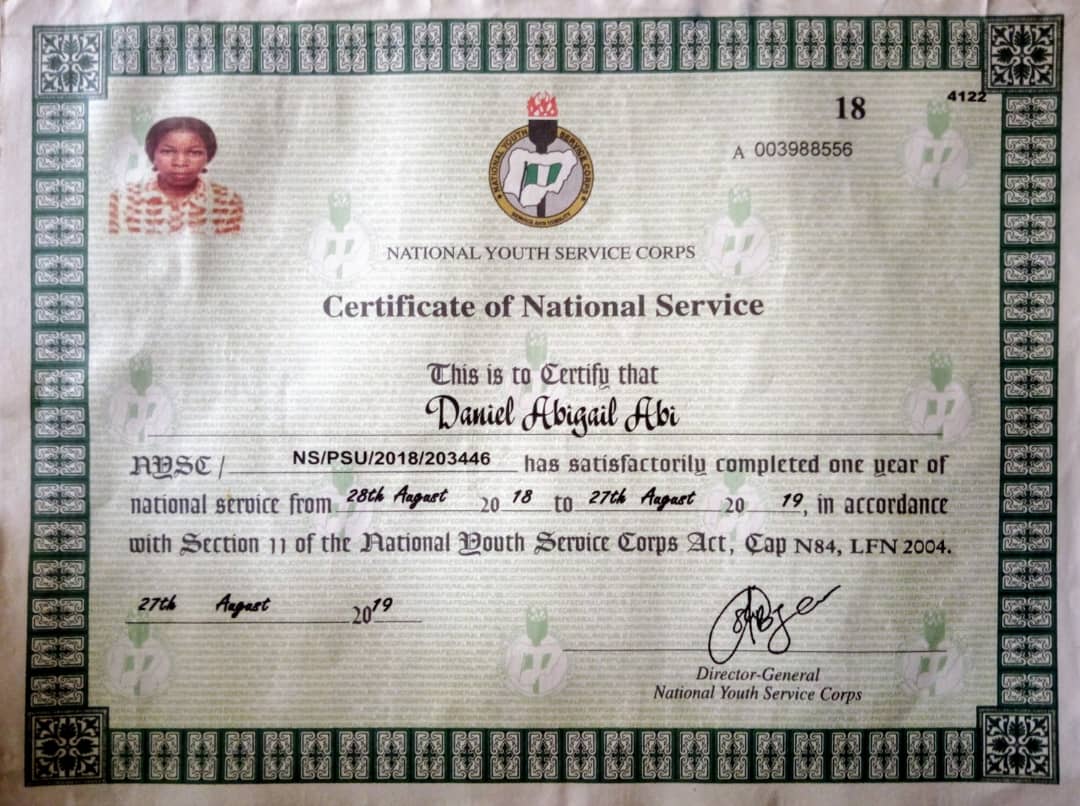 18
4122
A 003988556
NATIONAL YOUTH SERVICE CORPS
SERVICE AND HUMILITY
NATIONAL YOUTH SERVICE CORPS
Certificate of National Service
This is to Certify that
Daniel Abigail Abi
NYSC / NS/PSU/2018/203446 has satisfactorily completed one year of
national service from 28th August 20 18 to 27th August 20 19, in accordance
with Section 11 of the National Youth Service Corps Act, Cap N84, LFN 2004.
27th August 2019
Director-General
National Youth Service Corps